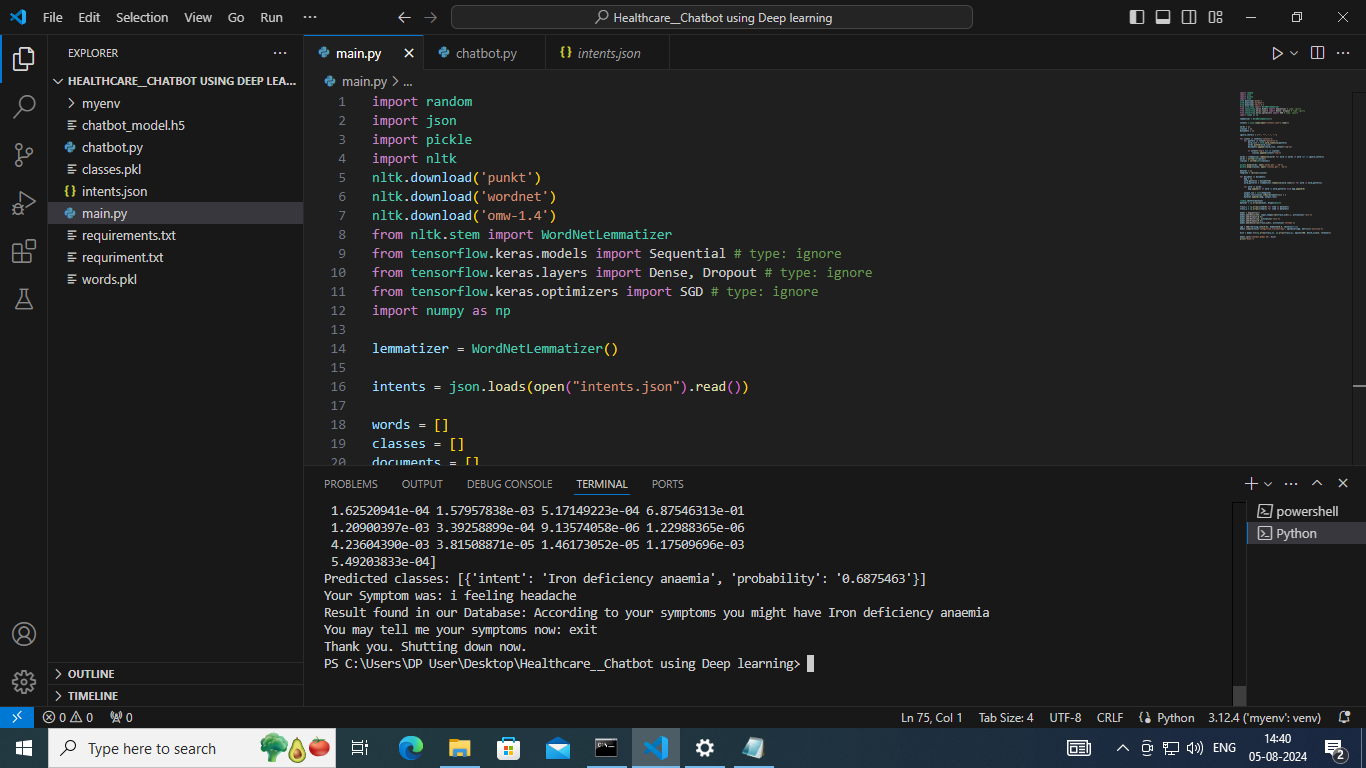 File Edit Selection View Go Run ···
Healthcare__Chatbot using Deep learning
EXPLORER ···
HEALTHCARE__CHATBOT USING DEEP LEA...
myenv
chatbot_model.h5
chatbot.py
classes.pkl
intents.json
main.py
requirements.txt
requriment.txt
words.pkl
OUTLINE
TIMELINE
main.py chatbot.py {} intents.json
main.py > ...
1 import random
2 import json
3 import pickle
4 import nltk
5 nltk.download('punkt')
6 nltk.download('wordnet')
7 nltk.download('omw-1.4')
8 from nltk.stem import WordNetLemmatizer
9 from tensorflow.keras.models import Sequential # type: ignore
10 from tensorflow.keras.layers import Dense, Dropout # type: ignore
11 from tensorflow.keras.optimizers import SGD # type: ignore
12 import numpy as np
13
14 lemmatizer = WordNetLemmatizer()
15
16 intents = json.loads(open("intents.json").read())
17
18 words = []
19 classes = []
20 documents = []
PROBLEMS OUTPUT DEBUG CONSOLE TERMINAL PORTS
1.62520941e-04 1.57957838e-03 5.17149223e-04 6.87546313e-01
1.20900397e-03 3.39258899e-04 9.13574058e-06 1.22988365e-06
4.23604390e-03 3.81508871e-05 1.46173052e-05 1.17509696e-03
5.49203833e-04]
Predicted classes: [{'intent': 'Iron deficiency anaemia', 'probability': '0.6875463'}]
Your Symptom was: i feeling headache
Result found in our Database: According to your symptoms you might have Iron deficiency anaemia
You may tell me your symptoms now: exit
Thank you. Shutting down now.
PS C:\Users\DP User\Desktop\Healthcare__Chatbot using Deep learning>
powershell
Python
0 0 0 Ln 75, Col 1 Tab Size: 4 UTF-8 CRLF Python 3.12.4 ('myenv': venv)
Type here to search
ENG
14:40
05-08-2024
2